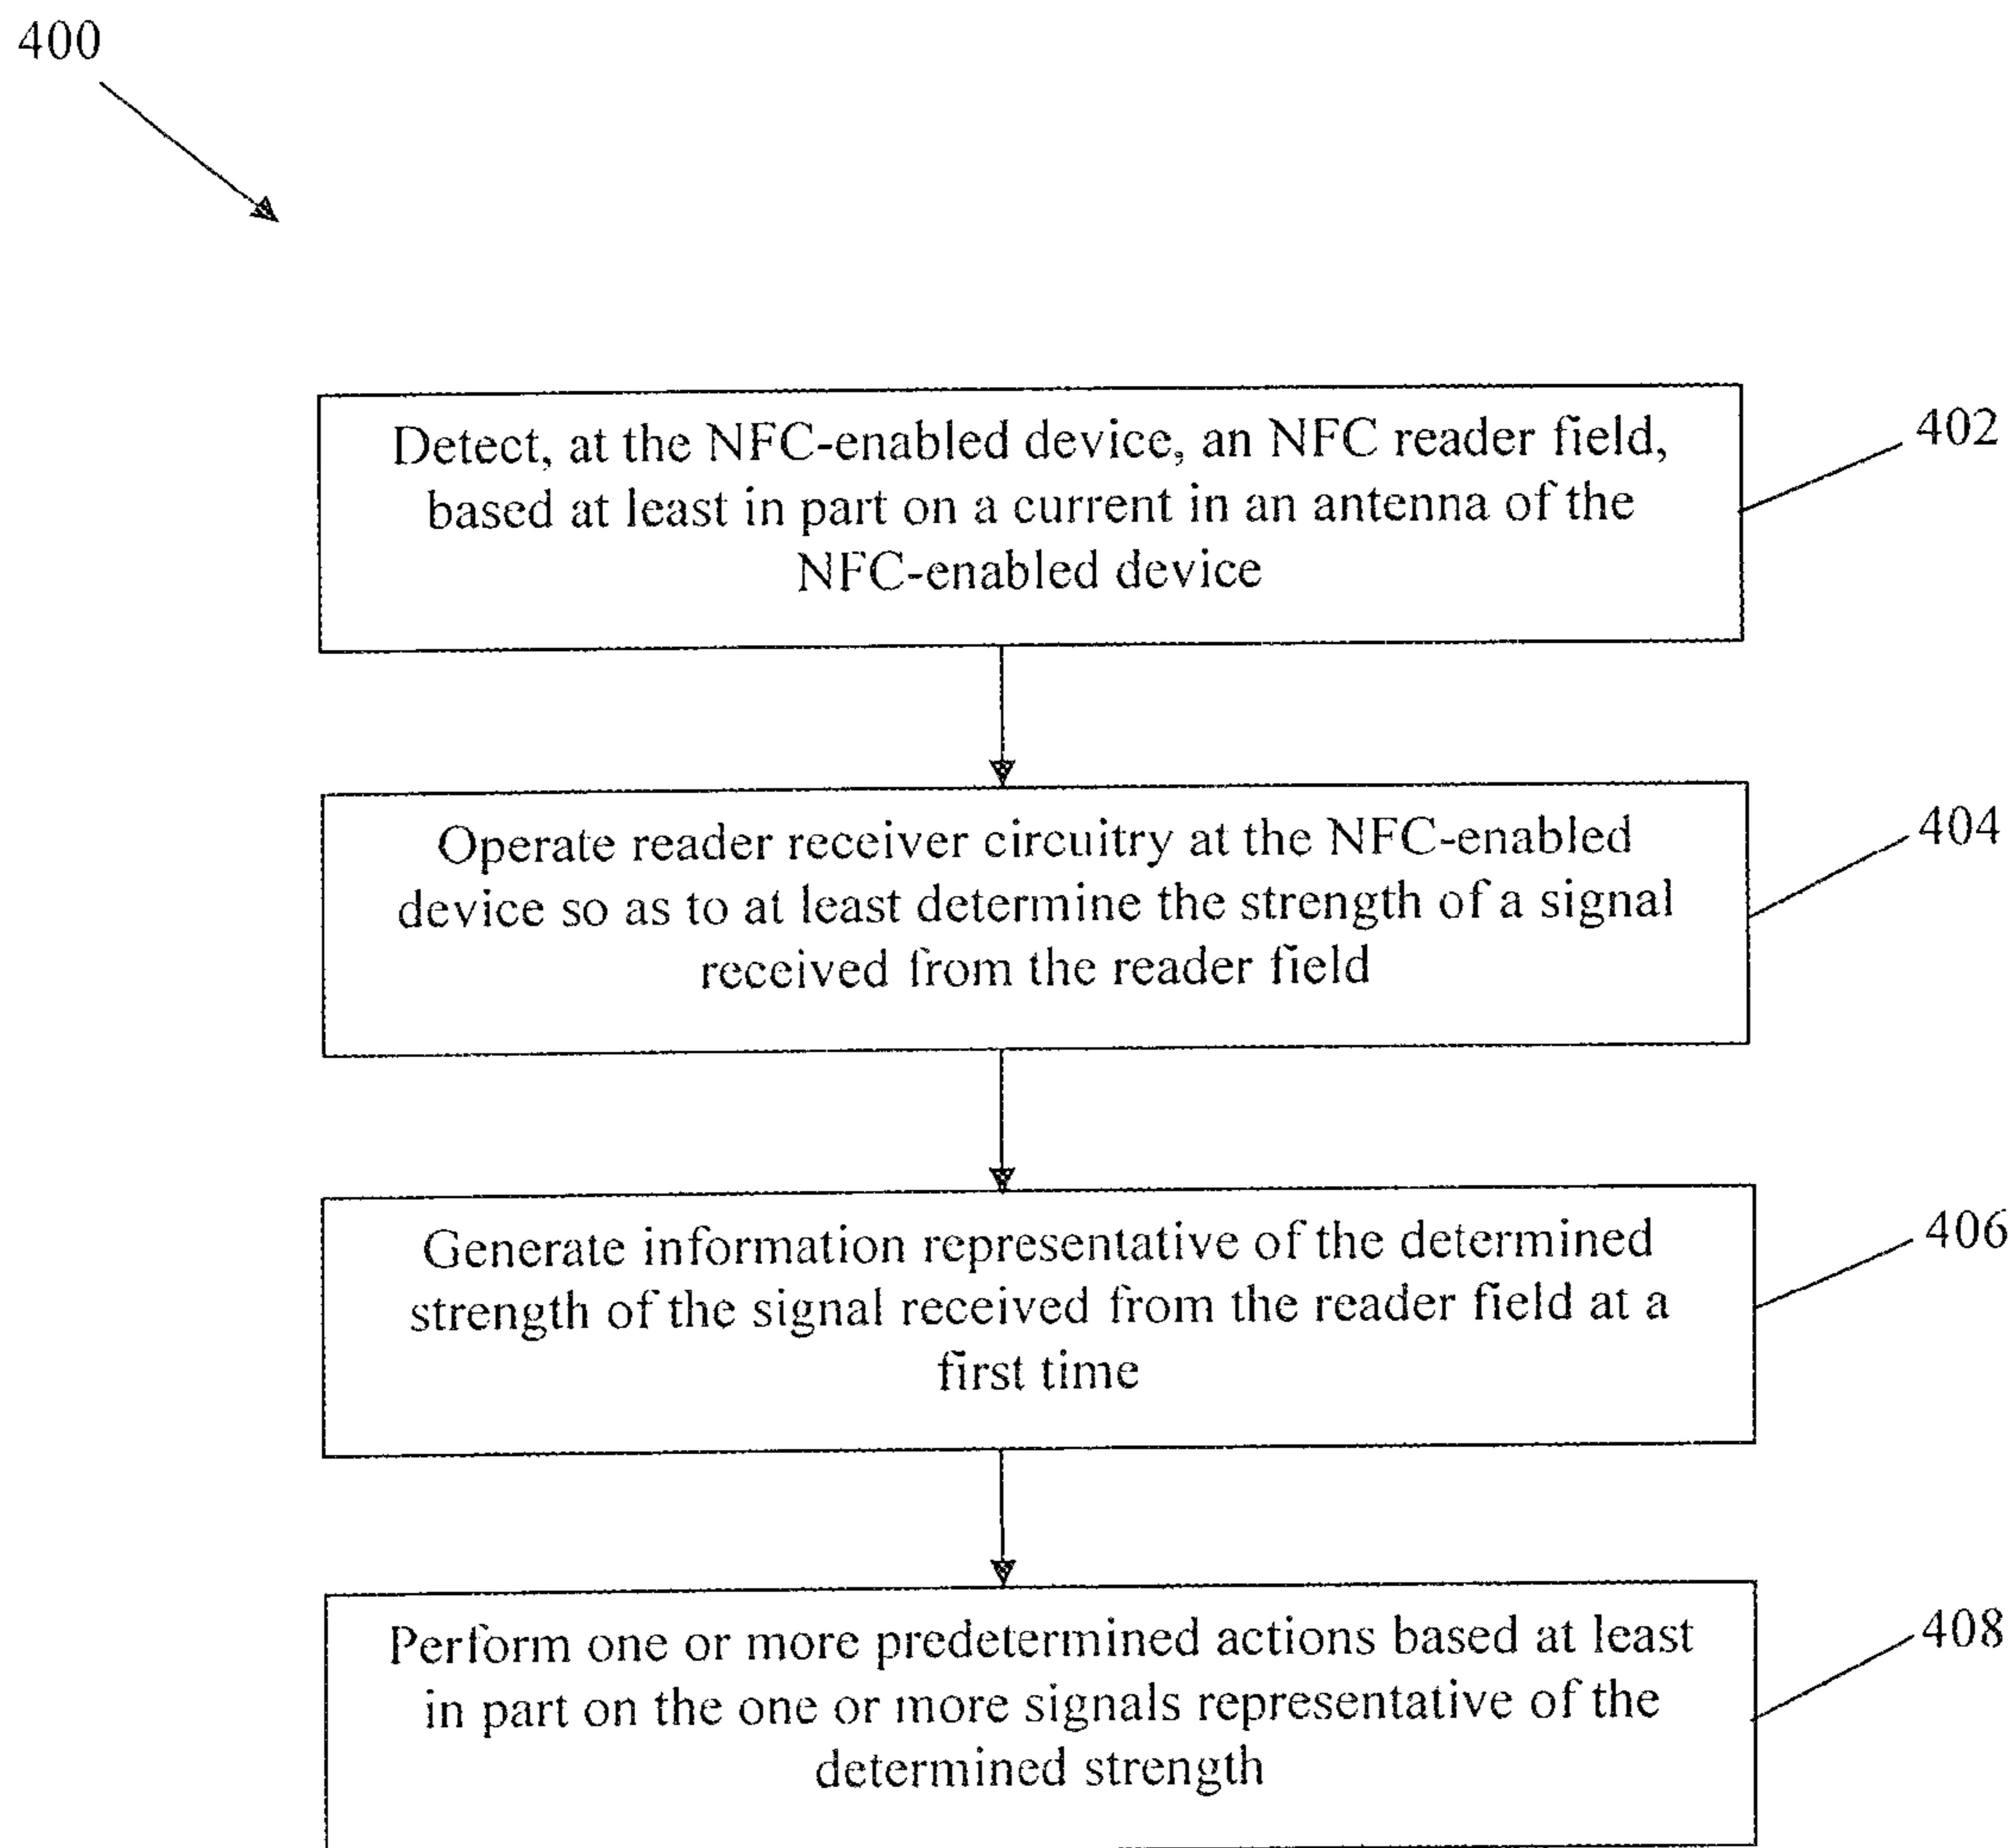 400
Detect, at the NFC-enabled device, an NFC reader field,
based at least in part on a current in an antenna of the
NFC-enabled device
402
Operate reader receiver circuitry at the NFC-enabled
device so as to at least determine the strength of a signal
received from the reader field
404
Generate information representative of the determined
strength of the signal received from the reader field at a
first time
406
Perform one or more predetermined actions based at least
in part on the one or more signals representative of the
determined strength
408